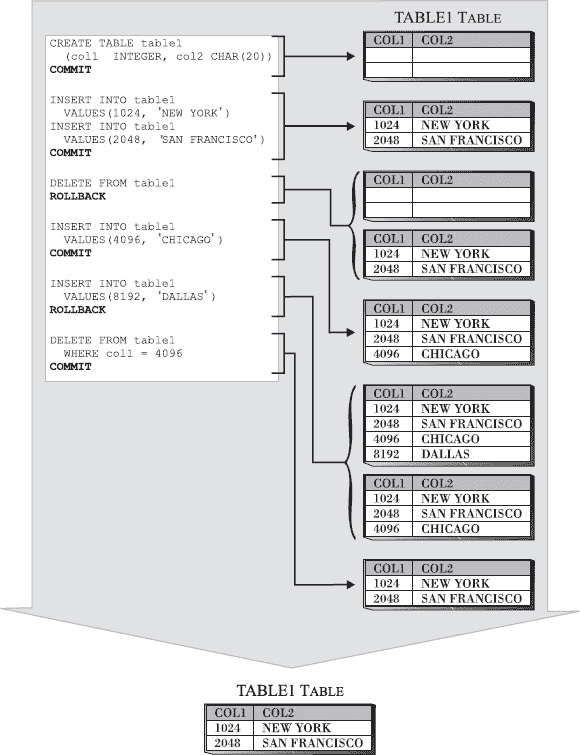 TABLE1 TABLE
CREATE TABLE table1
(col1 INTEGER, col2 CHAR(20))
COMMIT
COL1 COL2
INSERT INTO table1
VALUES(1024, 'NEW YORK')
INSERT INTO table1
VALUES(2048, 'SAN FRANCISCO')
COMMIT
COL1 COL2
1024 NEW YORK
2048 SAN FRANCISCO
DELETE FROM table1
ROLLBACK
COL1 COL2
COL1 COL2
1024 NEW YORK
2048 SAN FRANCISCO
INSERT INTO table1
VALUES(4096, 'CHICAGO')
COMMIT
COL1 COL2
1024 NEW YORK
2048 SAN FRANCISCO
4096 CHICAGO
INSERT INTO table1
VALUES(8192, 'DALLAS')
ROLLBACK
COL1 COL2
1024 NEW YORK
2048 SAN FRANCISCO
4096 CHICAGO
8192 DALLAS
COL1 COL2
1024 NEW YORK
2048 SAN FRANCISCO
4096 CHICAGO
DELETE FROM table1
WHERE col1 = 4096
COMMIT
COL1 COL2
1024 NEW YORK
2048 SAN FRANCISCO
TABLE1 TABLE
COL1 COL2
1024 NEW YORK
2048 SAN FRANCISCO